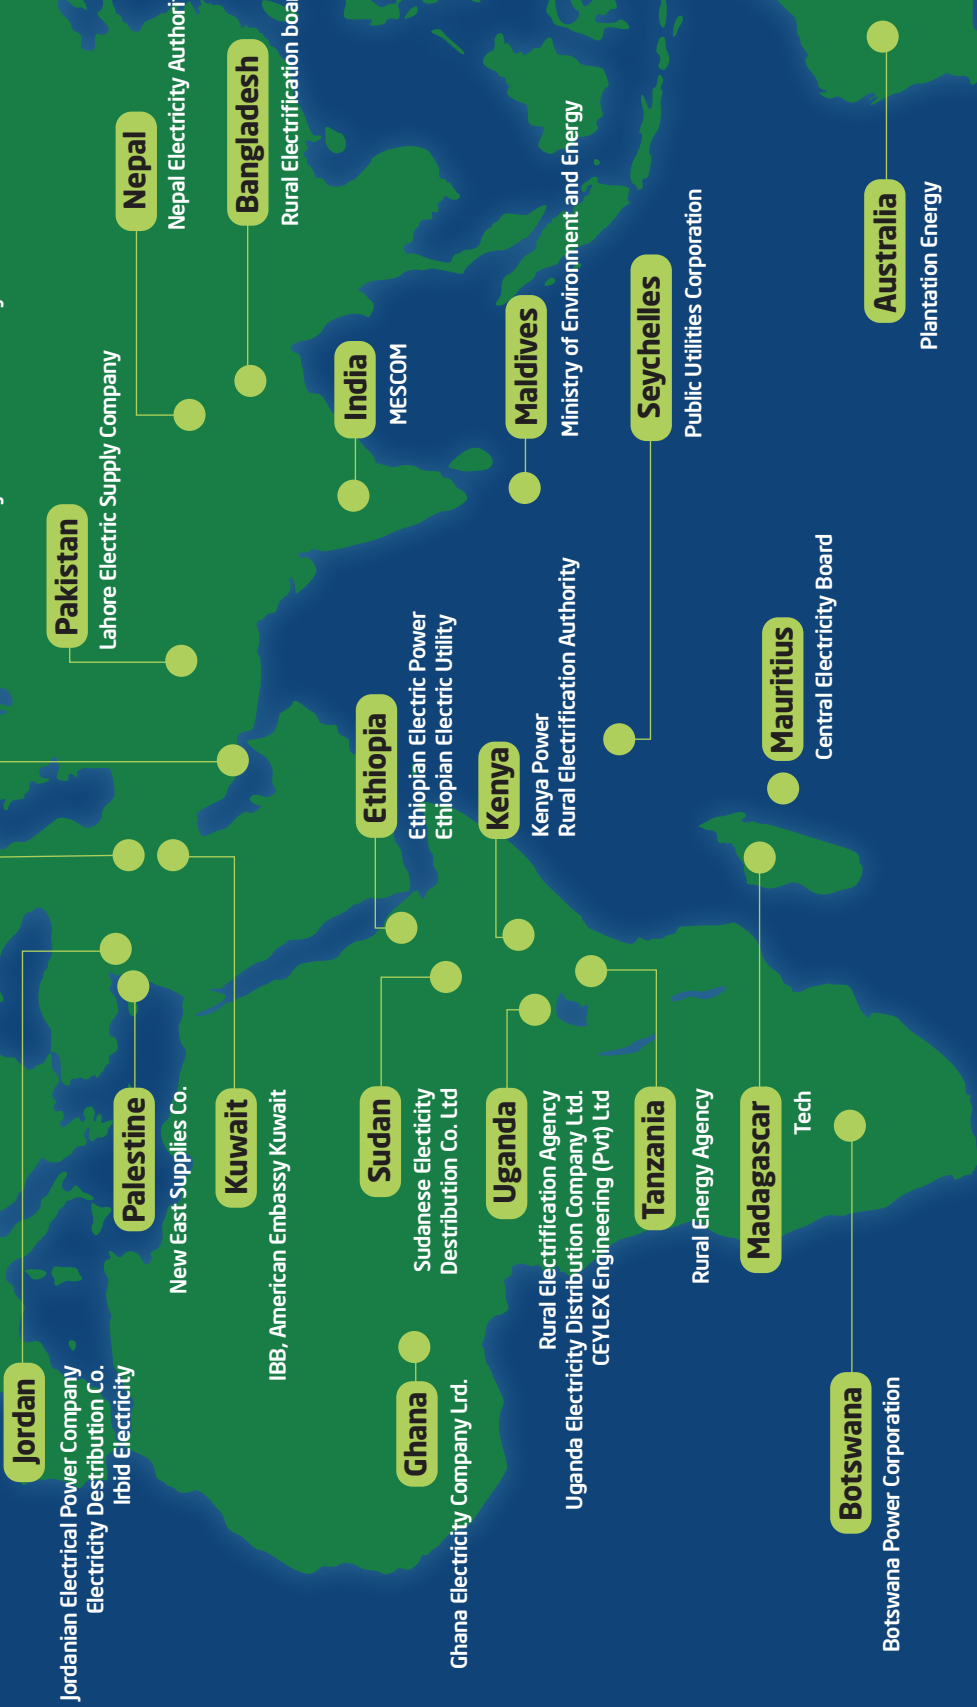 Jordan
Jordanian Electrical Power Company
Electricity Destribution Co.
Irbid Electricity
Palestine
New East Supplies Co.
Kuwait
IBB, American Embassy Kuwait
Pakistan
Lahore Electric Supply Company
Nepal
Nepal Electricity Authori
Bangladesh
Rural Electrification boar
India
MESCOM
Ghana
Ghana Electricity Company Lrd.
Sudan
Sudanese Electicity
Destribution Co. Ltd
Ethiopia
Ethiopian Electric Power
Ethiopian Electric Utility
Uganda
Rural Electrification Agency
Uganda Electricity Distribution Company Ltd.
CEYLEX Engineering (Pvt) Ltd
Kenya
Kenya Power
Rural Electrification Authority
Maldives
Ministry of Environment and Energy
Tanzania
Rural Energy Agency
Seychelles
Public Utilities Corporation
Madagascar
Tech
Mauritius
Central Electricity Board
Botswana
Botswana Power Corporation
Australia
Plantation Energy